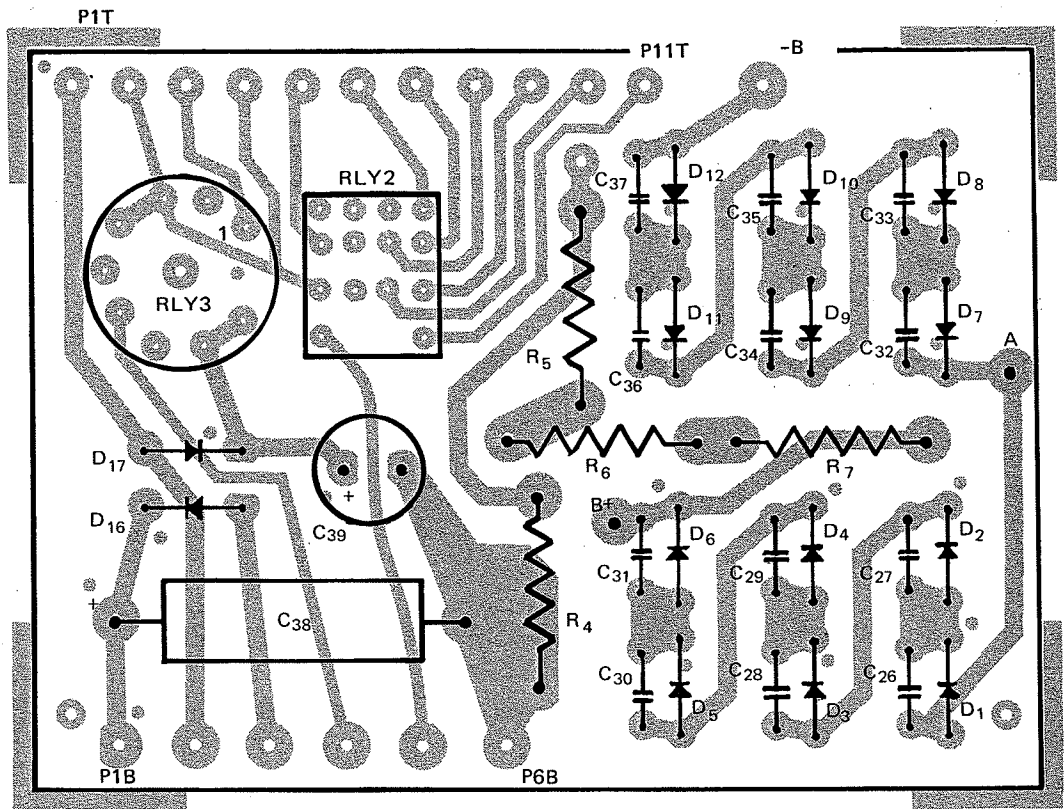 P1T
P11T
-B
RLY2
C37
D12
C35
D10
C33
D8
1
RLY3
R5
C36
D11
C34
D9
C32
D7
A
D17
R6
R7
D16
+
C39
B+
D6
C31
D4
C29
D2
C27
+
C38
R4
C30
D5
C28
D3
C26
D1
P1B
P6B